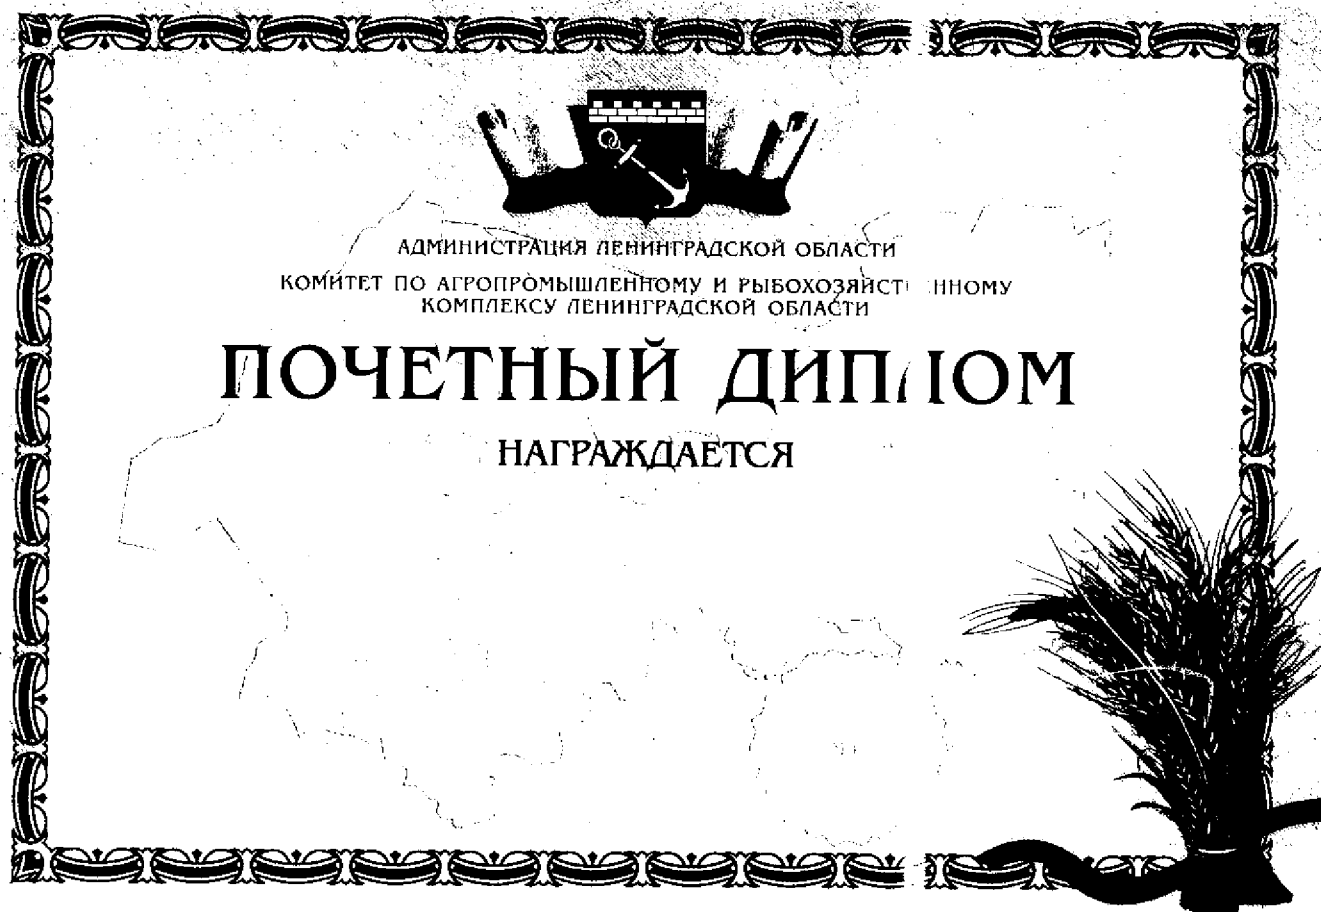 АДМИНИСТРАЦИЯ ЛЕНИНГРАДСКОЙ ОБЛАСТИ
КОМИТЕТ ПО АГРОПРОМЫШЛЕННОМУ И РЫБОХОЗЯЙСТВЕННОМУ
КОМПЛЕКСУ ЛЕНИНГРАДСКОЙ ОБЛАСТИ
ПОЧЕТНЫЙ ДИПЛОМ
НАГРАЖДАЕТСЯ